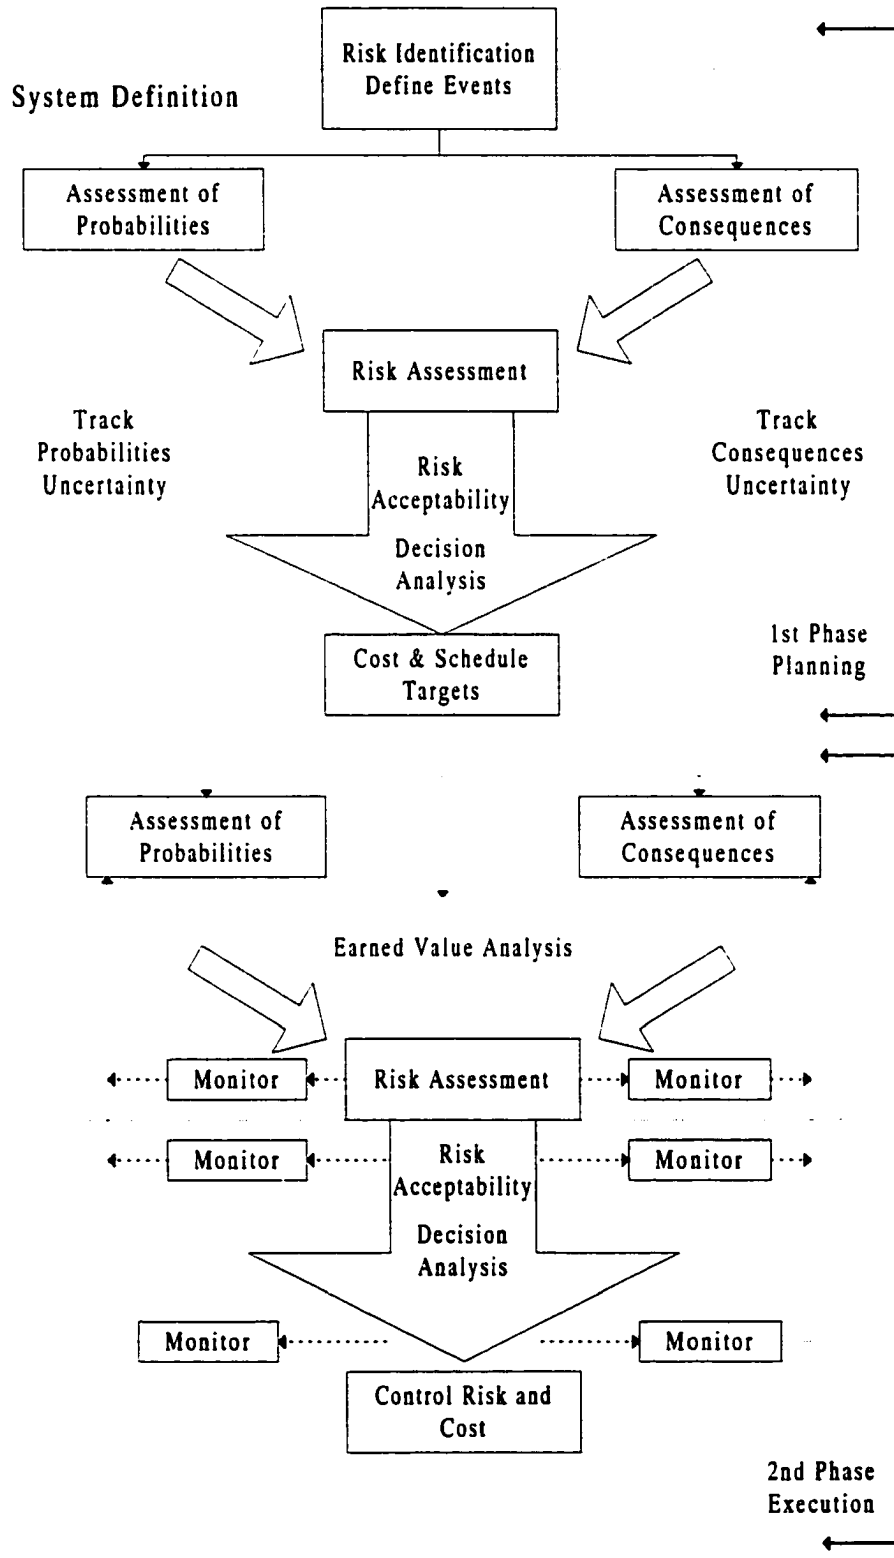 Risk Identification
Define Events
System Definition
Assessment of
Probabilities
Assessment of
Consequences
Risk Assessment
Track
Probabilities
Uncertainty
Track
Consequences
Uncertainty
Risk
Acceptability
Decision
Analysis
1st Phase
Planning
Cost & Schedule
Targets
Assessment of
Probabilities
Assessment of
Consequences
Earned Value Analysis
Monitor
Risk Assessment
Monitor
Monitor
Risk
Acceptability
Monitor
Decision
Analysis
Monitor
Monitor
Control Risk and
Cost
2nd Phase
Execution